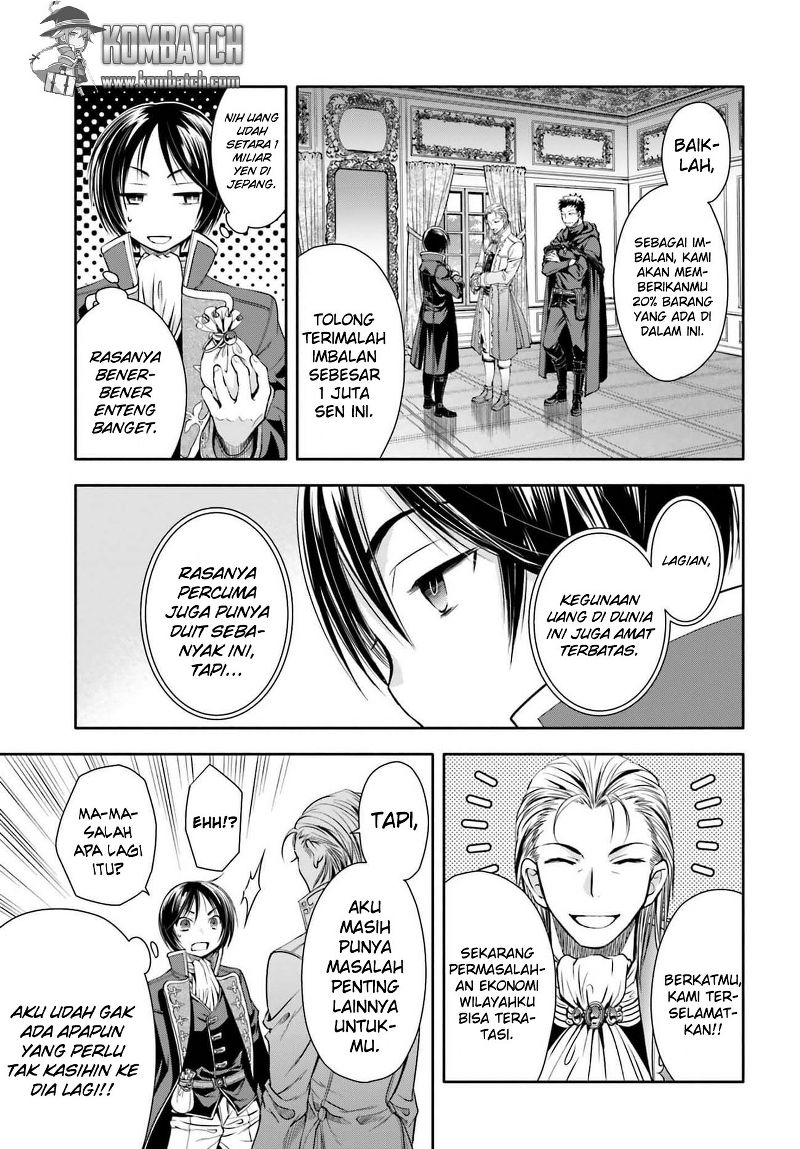 KOMBATCH
www.kombatch.com
BAIK-
LAH,
SEBAGAI IM-
BALAN, KAMI
AKAN MEM-
BERIKANMU
20% BARANG
YANG ADA DI
DALAM INI.
TOLONG
TERIMALAH
IMBALAN
SEBESAR
1 JUTA
SEN INI.
NIH UANG
UDAH
SETARA 1
MILIAR
YEN DI
JEPANG.
RASANYA
BENER-
BENER
ENTENG
BANGET.
LAGIAN,
KEGUNAAN
UANG DI DUNIA
INI JUGA AMAT
TERBATAS.
RASANYA
PERCUMA
JUGA PUNYA
DUIT SEBA-
NYAK INI,
TAPI...
BERKATMU,
KAMI TER-
SELAMAT-
KAN!!
SEKARANG
PERMASALAH-
AN EKONOMI
WILAYAHKU
BISA TERA-
TASI.
TAPI,
AKU
MASIH
PUNYA
MASALAH
PENTING
LAINNYA
UNTUK-
MU.
EHH!?
MA-MA-
SALAH
APA LAGI
ITU?
AKU UDAH GAK
ADA APAPUN
YANG PERLU
TAK KASIHIN KE
DIA LAGI!!